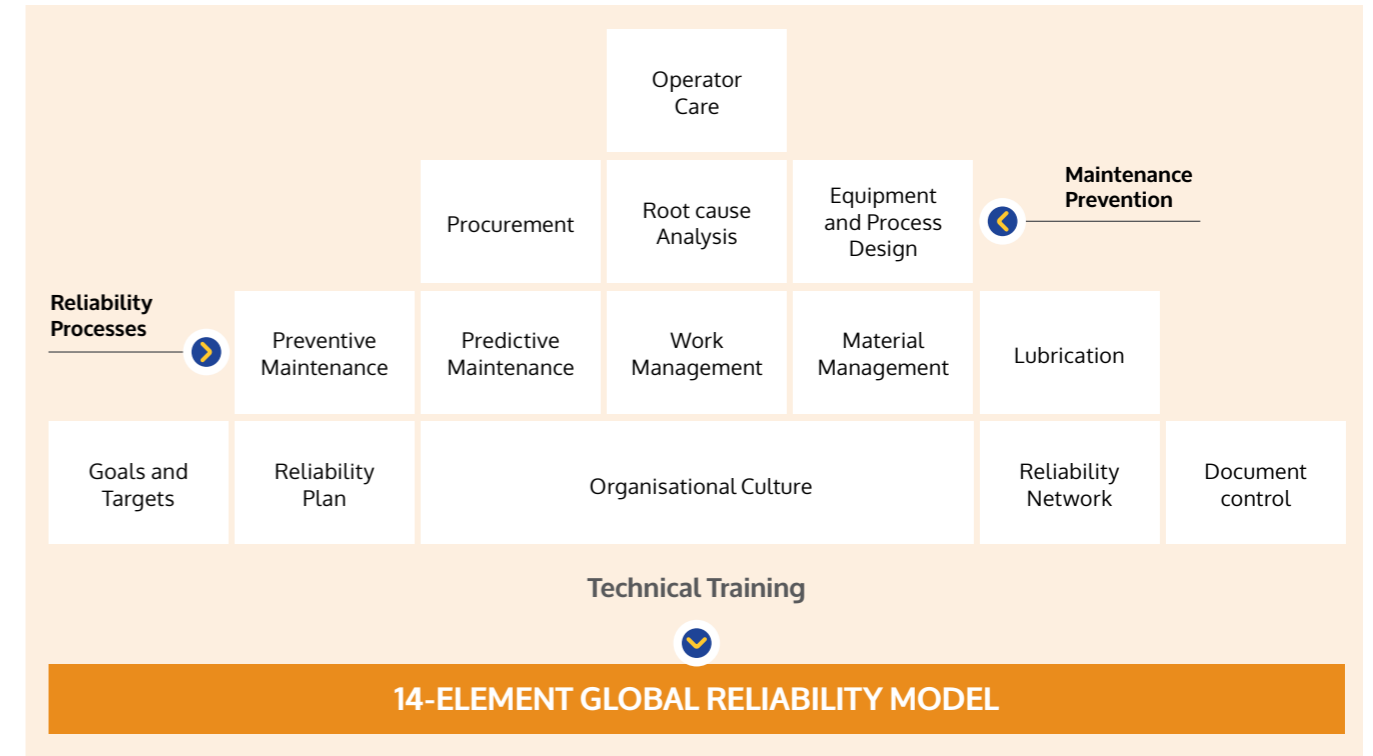 Operator
Care
Maintenance
Prevention
Procurement
Root cause
Analysis
Equipment
and Process
Design
Reliability
Processes
Preventive
Maintenance
Predictive
Maintenance
Work
Management
Material
Management
Lubrication
Goals and
Targets
Reliability
Plan
Organisational Culture
Reliability
Network
Document
control
Technical Training
14-ELEMENT GLOBAL RELIABILITY MODEL